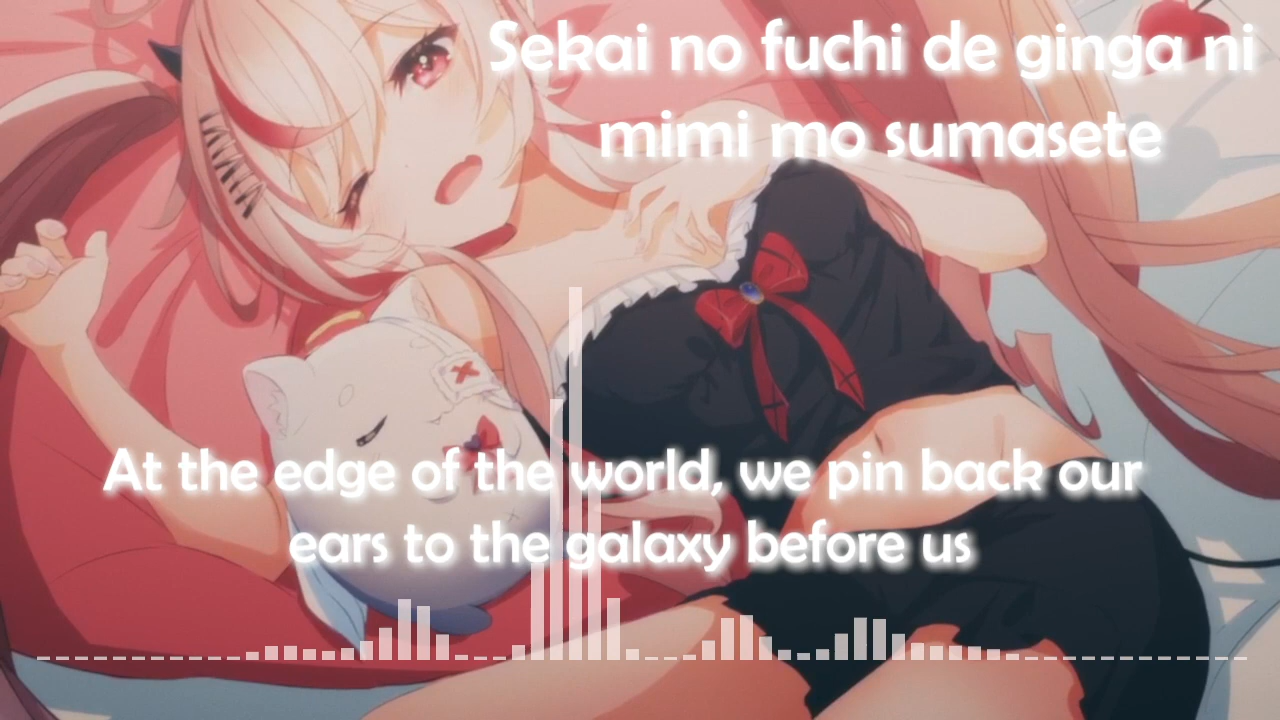 Sekai no fuchi de ginga ni
mimi mo sumasete
At the edge of the world, we pin back our
ears to the galaxy before us